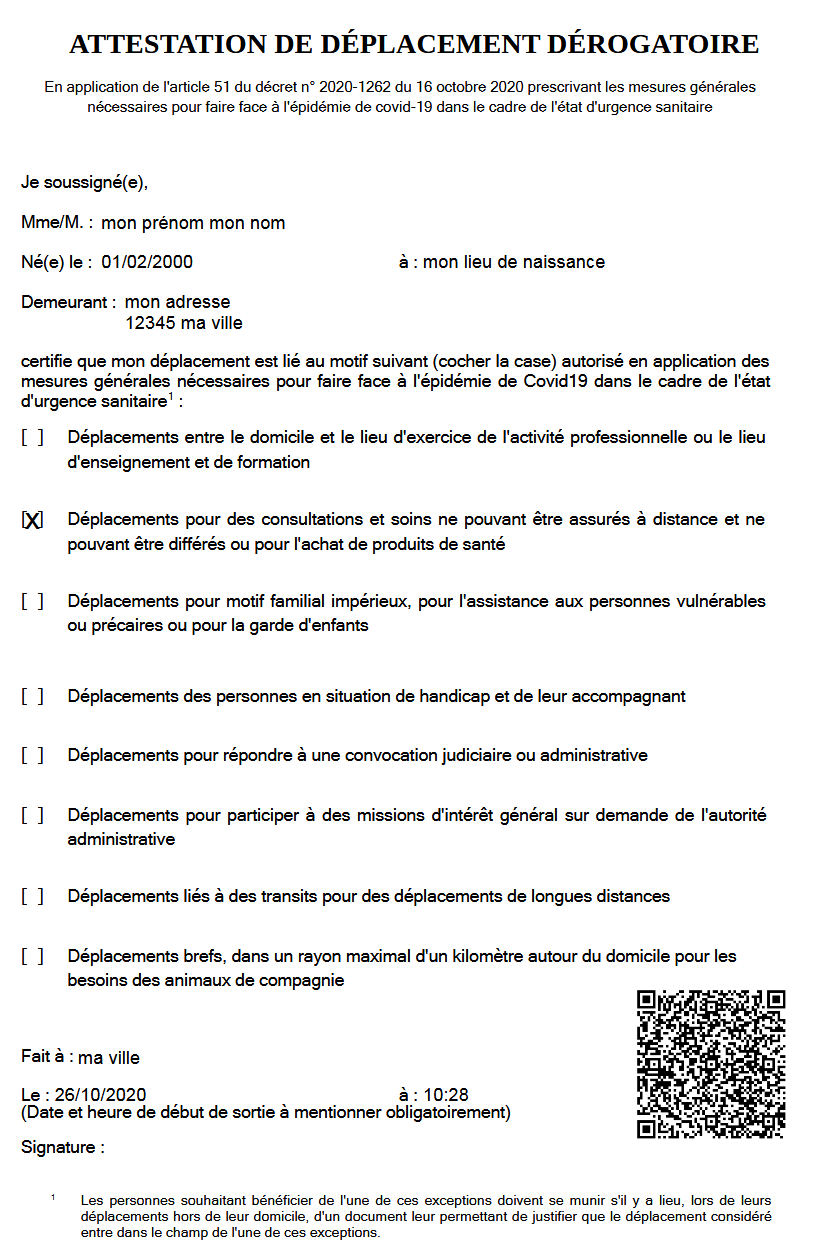 ATTESTATION DE DÉPLACEMENT DÉROGATOIRE
En application de l'article 51 du décret n° 2020-1262 du 16 octobre 2020 prescrivant les mesures générales
nécessaires pour faire face à l'épidémie de covid-19 dans le cadre de l'état d'urgence sanitaire
Je soussigné(e),
Mme/M. : mon prénom mon nom
Né(e) le : 01/02/2000 à : mon lieu de naissance
Demeurant : mon adresse
12345 ma ville
certifie que mon déplacement est lié au motif suivant (cocher la case) autorisé en application des
mesures générales nécessaires pour faire face à l'épidémie de Covid19 dans le cadre de l'état
d'urgence sanitaire1 :
[ ] Déplacements entre le domicile et le lieu d'exercice de l'activité professionnelle ou le lieu
d'enseignement et de formation
[X] Déplacements pour des consultations et soins ne pouvant être assurés à distance et ne
pouvant être différés ou pour l'achat de produits de santé
[ ] Déplacements pour motif familial impérieux, pour l'assistance aux personnes vulnérables
ou précaires ou pour la garde d'enfants
[ ] Déplacements des personnes en situation de handicap et de leur accompagnant
[ ] Déplacements pour répondre à une convocation judiciaire ou administrative
[ ] Déplacements pour participer à des missions d'intérêt général sur demande de l'autorité
administrative
[ ] Déplacements liés à des transits pour des déplacements de longues distances
[ ] Déplacements brefs, dans un rayon maximal d'un kilomètre autour du domicile pour les
besoins des animaux de compagnie
Fait à : ma ville
Le : 26/10/2020 à : 10:28
(Date et heure de début de sortie à mentionner obligatoirement)
Signature :
1 Les personnes souhaitant bénéficier de l'une de ces exceptions doivent se munir s'il y a lieu, lors de leurs
déplacements hors de leur domicile, d'un document leur permettant de justifier que le déplacement considéré
entre dans le champ de l'une de ces exceptions.